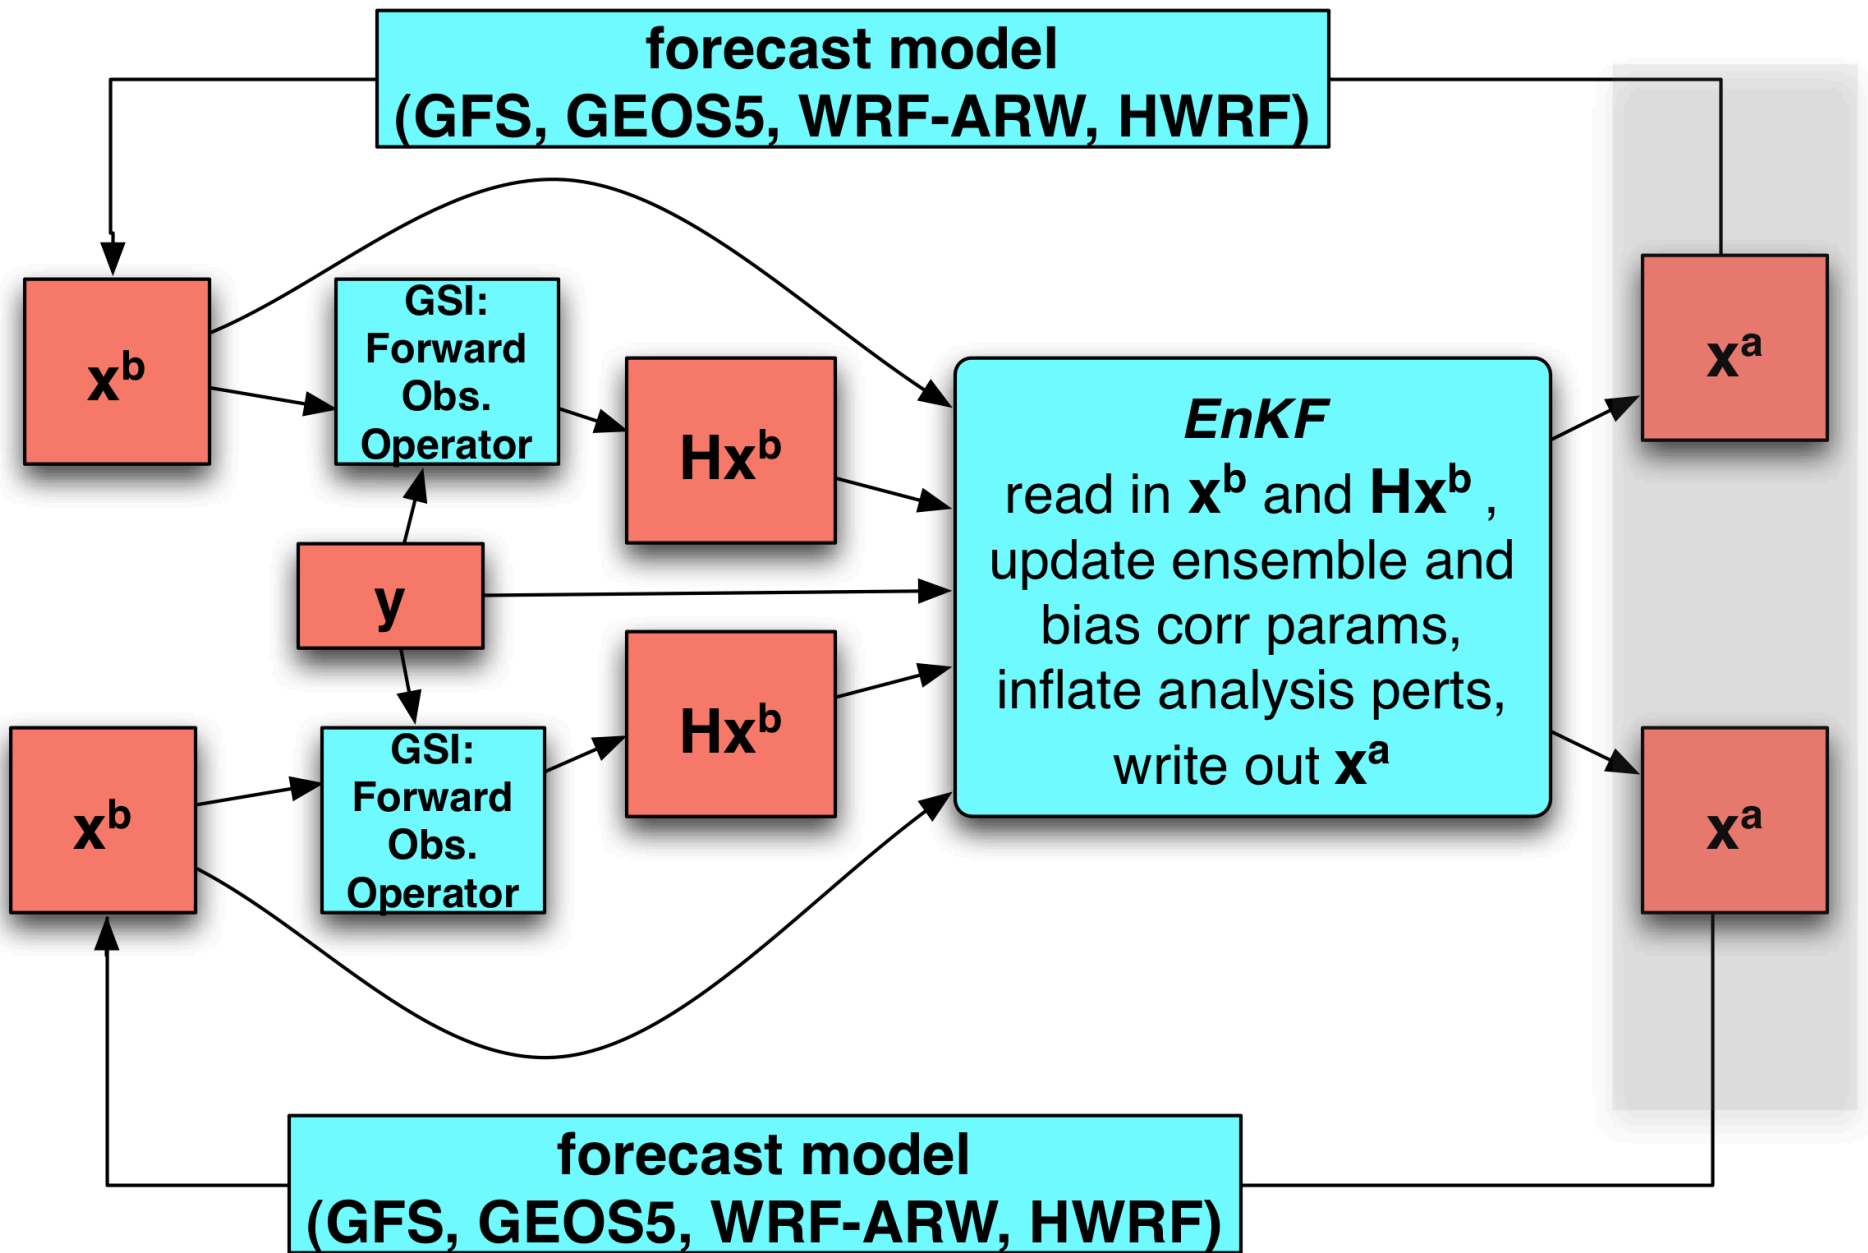 forecast model
(GFS, GEOS5, WRF-ARW, HWRF)
xᵇ
GSI:
Forward
Obs.
Operator
Hxᵇ
y
xᵇ
GSI:
Forward
Obs.
Operator
Hxᵇ
EnKF
read in xᵇ and Hxᵇ ,
update ensemble and
bias corr params,
inflate analysis perts,
write out xᵃ
xᵃ
xᵃ
forecast model
(GFS, GEOS5, WRF-ARW, HWRF)